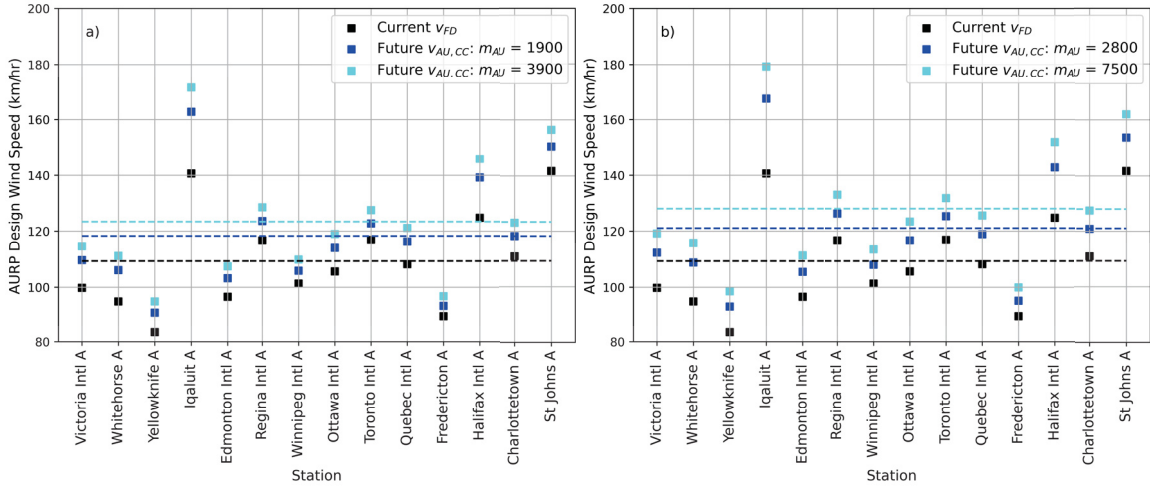 a)
Current v_FD
Future v_AU,CC: m_AU = 1900
Future v_AU,CC: m_AU = 3900
AURP Design Wind Speed (km/hr)
200
180
160
140
120
100
80
Victoria Intl A
Whitehorse A
Yellowknife A
Iqaluit A
Edmonton Intl A
Regina Intl A
Winnipeg Intl A
Ottawa Intl A
Toronto Intl A
Quebec Intl A
Fredericton A
Halifax Intl A
Charlottetown A
St Johns A
Station
b)
Current v_FD
Future v_AU,CC: m_AU = 2800
Future v_AU,CC: m_AU = 7500
AURP Design Wind Speed (km/hr)
200
180
160
140
120
100
80
Victoria Intl A
Whitehorse A
Yellowknife A
Iqaluit A
Edmonton Intl A
Regina Intl A
Winnipeg Intl A
Ottawa Intl A
Toronto Intl A
Quebec Intl A
Fredericton A
Halifax Intl A
Charlottetown A
St Johns A
Station